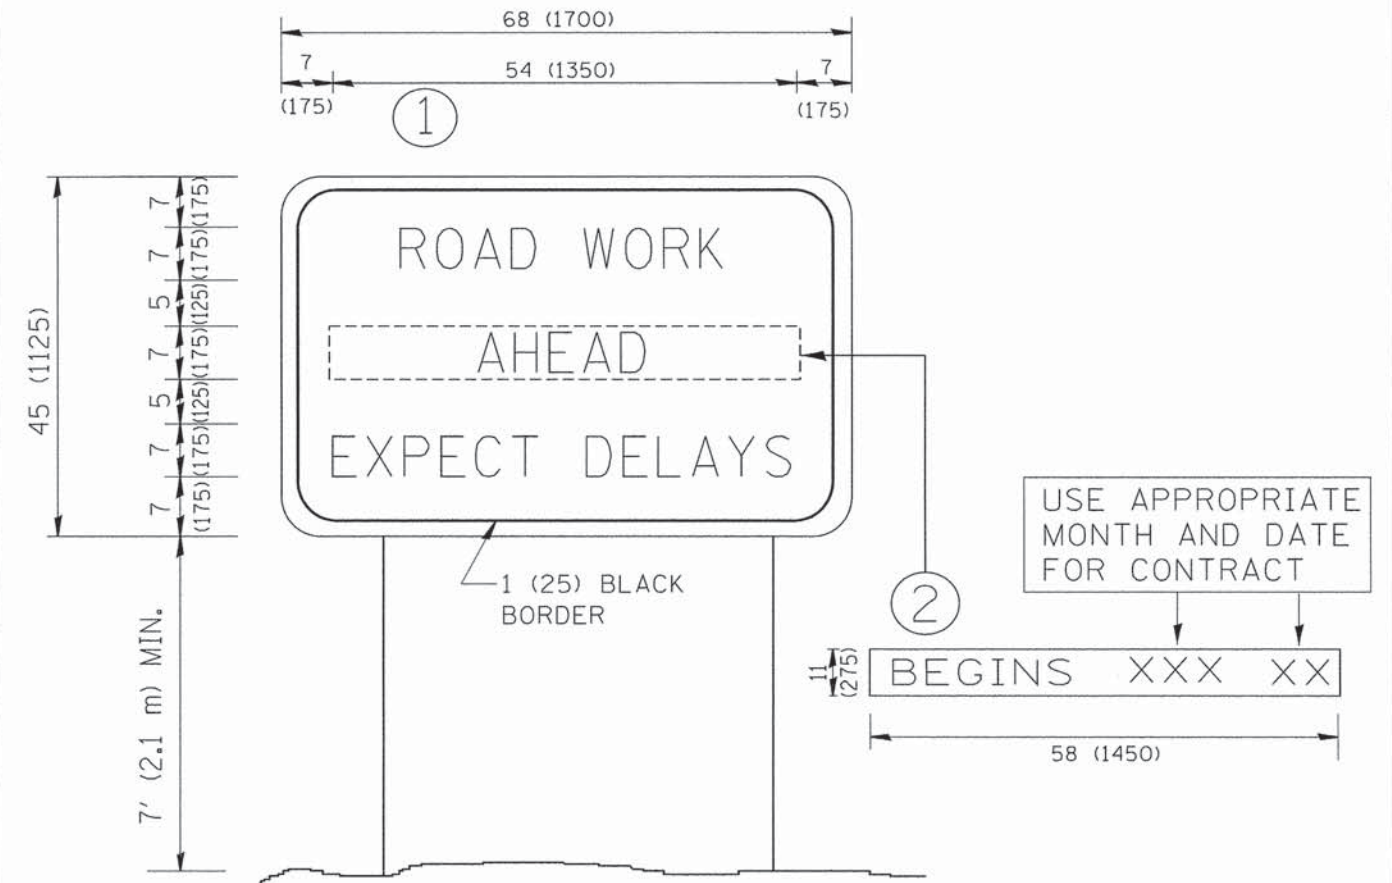 68 (1700)
7
54 (1350)
7
(175)
(175)
1
7 (175)
7 (175)
5 (125)
7 (175)
5 (125)
7 (175)
7 (175)
45 (1125)
ROAD WORK
AHEAD
EXPECT DELAYS
1 (25) BLACK
BORDER
7' (2.1 m) MIN.
USE APPROPRIATE
MONTH AND DATE
FOR CONTRACT
2
11
(275)
BEGINS XXX XX
58 (1450)